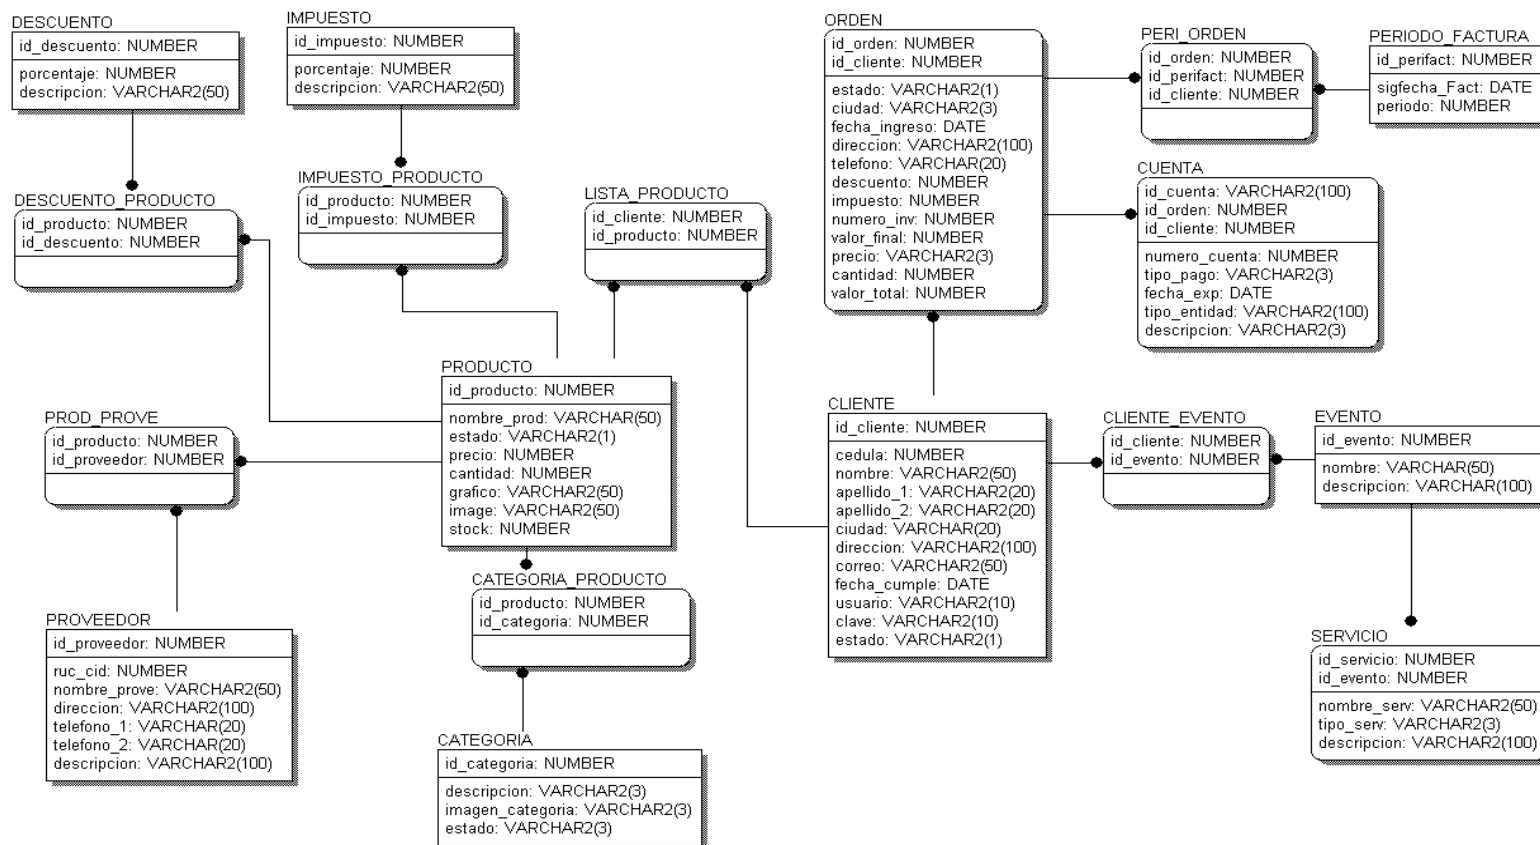 DESCUENTO
id_descuento: NUMBER
porcentaje: NUMBER
descripcion: VARCHAR2(50)
IMPUESTO
id_impuesto: NUMBER
porcentaje: NUMBER
descripcion: VARCHAR2(50)
ORDEN
id_orden: NUMBER
id_cliente: NUMBER
estado: VARCHAR2(1)
ciudad: VARCHAR2(3)
fecha_ingreso: DATE
direccion: VARCHAR2(100)
telefono: VARCHAR(20)
descuento: NUMBER
impuesto: NUMBER
numero_inv: NUMBER
valor_final: NUMBER
precio: VARCHAR2(3)
cantidad: NUMBER
valor_total: NUMBER
PERI_ORDEN
id_orden: NUMBER
id_perifact: NUMBER
id_cliente: NUMBER
PERIODO_FACTURA
id_perifact: NUMBER
sigfecha_Fact: DATE
periodo: NUMBER
DESCUENTO_PRODUCTO
id_producto: NUMBER
id_descuento: NUMBER
IMPUESTO_PRODUCTO
id_producto: NUMBER
id_impuesto: NUMBER
LISTA_PRODUCTO
id_cliente: NUMBER
id_producto: NUMBER
CUENTA
id_cuenta: VARCHAR2(100)
id_orden: NUMBER
id_cliente: NUMBER
numero_cuenta: NUMBER
tipo_pago: VARCHAR2(3)
fecha_exp: DATE
tipo_entidad: VARCHAR2(100)
descripcion: VARCHAR2(3)
PRODUCTO
id_producto: NUMBER
nombre_prod: VARCHAR(50)
estado: VARCHAR2(1)
precio: NUMBER
cantidad: NUMBER
grafico: VARCHAR2(50)
image: VARCHAR2(50)
stock: NUMBER
PROD_PROVE
id_producto: NUMBER
id_proveedor: NUMBER
CLIENTE
id_cliente: NUMBER
cedula: NUMBER
nombre: VARCHAR2(50)
apellido_1: VARCHAR2(20)
apellido_2: VARCHAR2(20)
ciudad: VARCHAR(20)
direccion: VARCHAR2(100)
correo: VARCHAR2(50)
fecha_cumple: DATE
usuario: VARCHAR2(10)
clave: VARCHAR2(10)
estado: VARCHAR2(1)
CLIENTE_EVENTO
id_cliente: NUMBER
id_evento: NUMBER
EVENTO
id_evento: NUMBER
nombre: VARCHAR(50)
descripcion: VARCHAR(100)
CATEGORIA_PRODUCTO
id_producto: NUMBER
id_categoria: NUMBER
PROVEEDOR
id_proveedor: NUMBER
ruc_cid: NUMBER
nombre_prove: VARCHAR2(50)
direccion: VARCHAR2(100)
telefono_1: VARCHAR(20)
telefono_2: VARCHAR(20)
descripcion: VARCHAR2(100)
SERVICIO
id_servicio: NUMBER
id_evento: NUMBER
nombre_serv: VARCHAR2(50)
tipo_serv: VARCHAR2(3)
descripcion: VARCHAR2(100)
CATEGORIA
id_categoria: NUMBER
descripcion: VARCHAR2(3)
imagen_categoria: VARCHAR2(3)
estado: VARCHAR2(3)